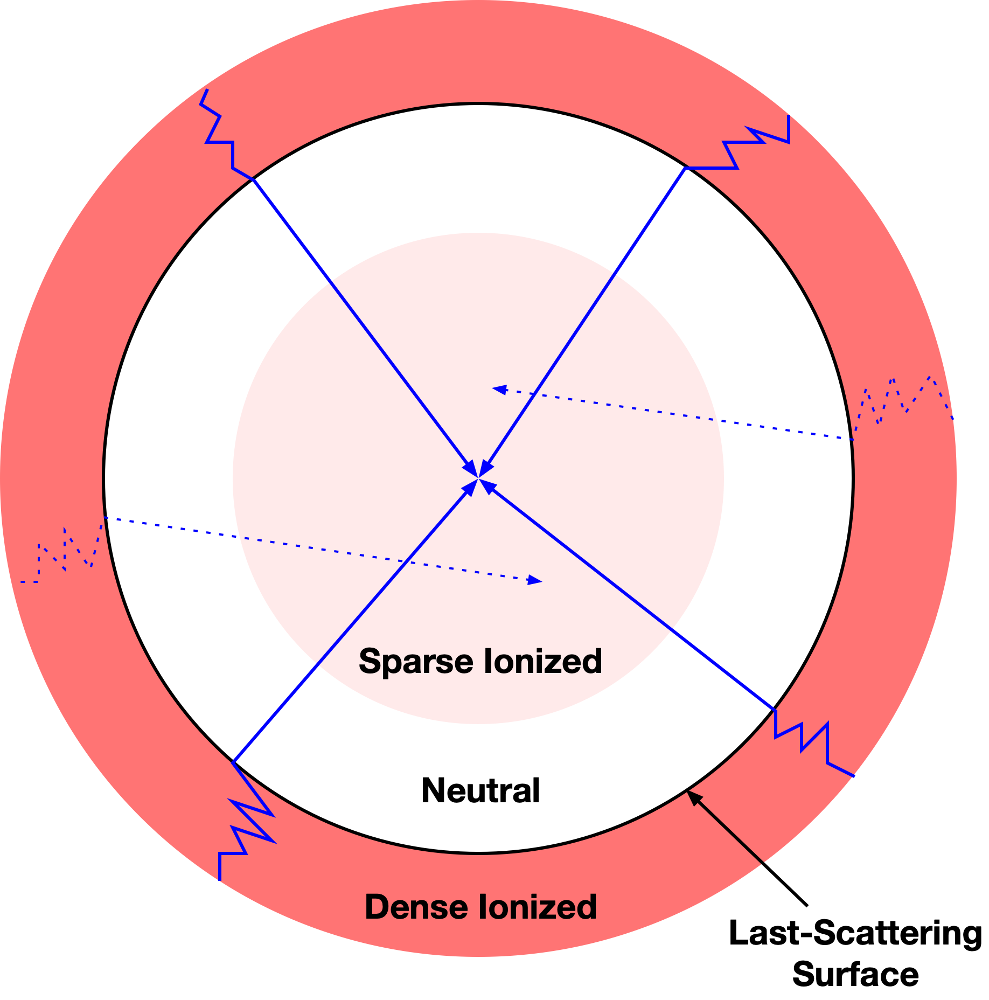 Sparse Ionized
Neutral
Dense Ionized
Last-Scattering
Surface